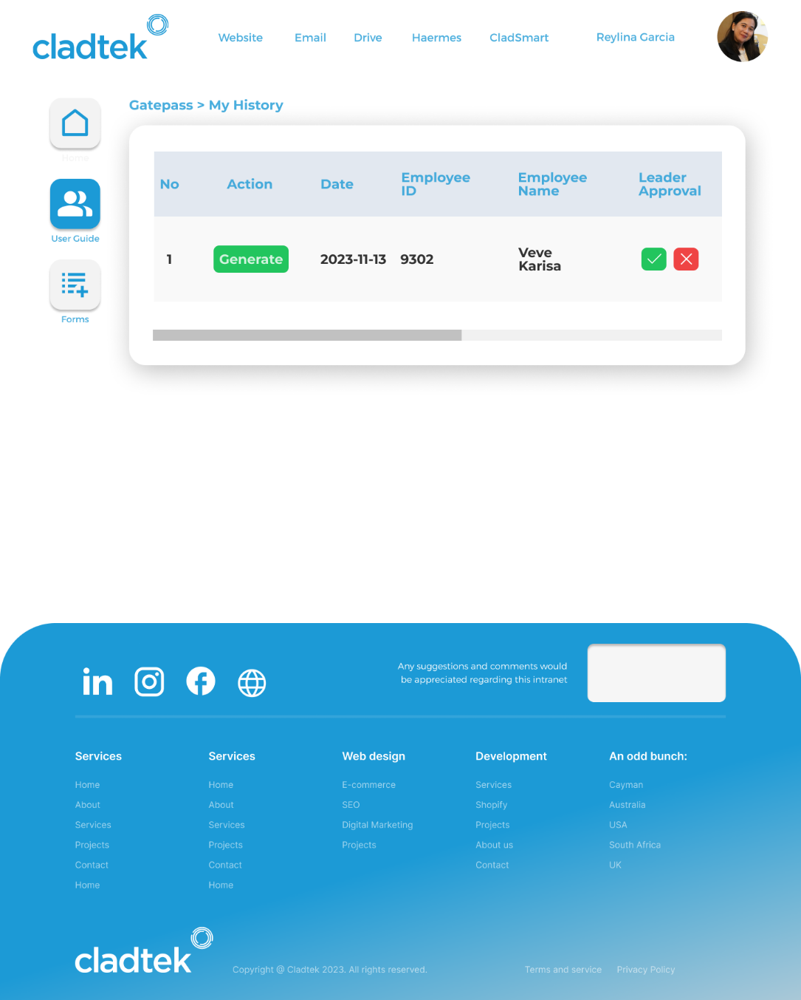 cladtek
Website Email Drive Haermes CladSmart Reylina Garcia
Gatepass > My History
Home
User Guide
Forms
No Action Date Employee ID Employee Name Leader Approval
1 Generate 2023-11-13 9302 Veve Karisa
in
Any suggestions and comments would
be appreciated regarding this intranet
Services
Home
About
Services
Projects
Contact
Home
Services
Home
About
Services
Projects
Contact
Home
Web design
E-commerce
SEO
Digital Marketing
Projects
Development
Services
Shopify
Projects
About us
Contact
An odd bunch:
Cayman
Australia
USA
South Africa
UK
cladtek
Copyright @ Cladtek 2023. All rights reserved.
Terms and service Privacy Policy